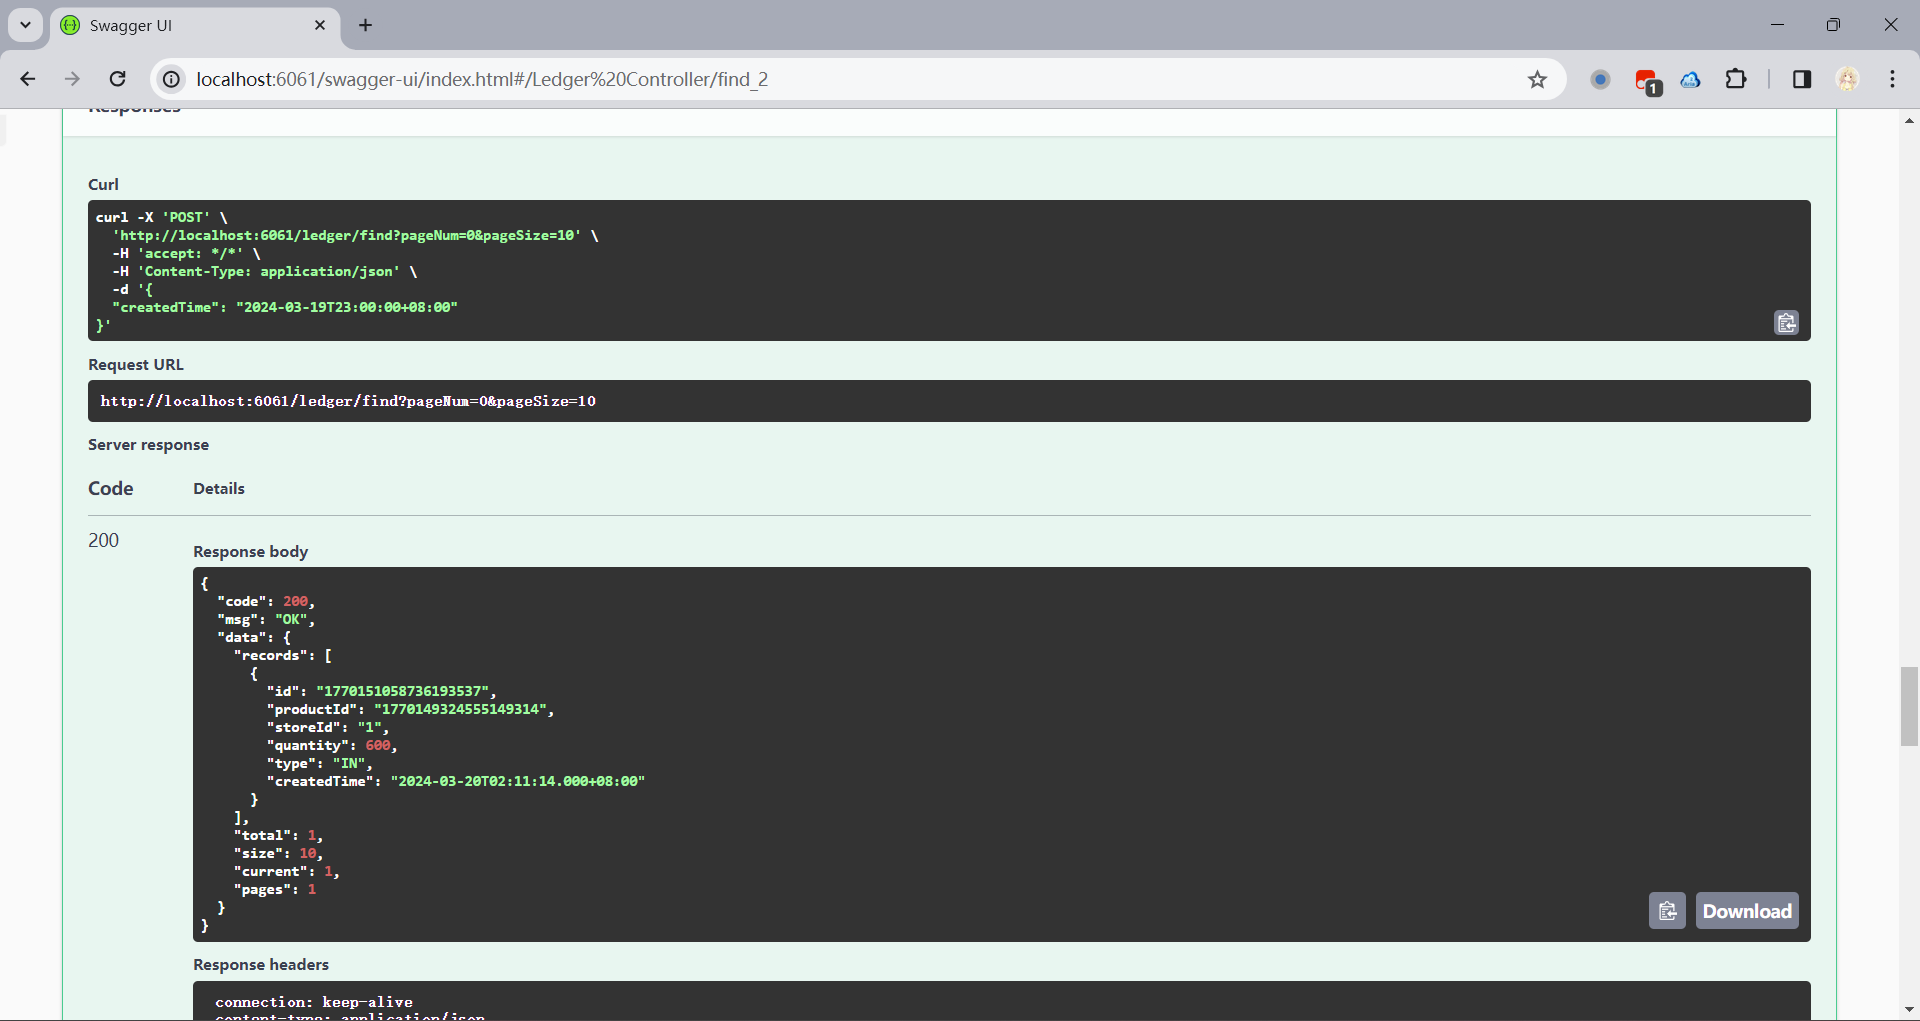 Swagger UI
localhost:6061/swagger-ui/index.html#/Ledger%20Controller/find_2
1
Responses
Curl
curl -X 'POST' \
'http://localhost:6061/ledger/find?pageNum=0&pageSize=10' \
-H 'accept: */*' \
-H 'Content-Type: application/json' \
-d '{
"createdTime": "2024-03-19T23:00:00+08:00"
}'
Request URL
http://localhost:6061/ledger/find?pageNum=0&pageSize=10
Server response
Code Details
200
Response body
{
"code": 200,
"msg": "OK",
"data": {
"records": [
{
"id": "1770151058736193537",
"productId": "1770149324555149314",
"storeId": "1",
"quantity": 600,
"type": "IN",
"createdTime": "2024-03-20T02:11:14.000+08:00"
}
],
"total": 1,
"size": 10,
"current": 1,
"pages": 1
}
}
Download
Response headers
connection: keep-alive
content-type: application/json